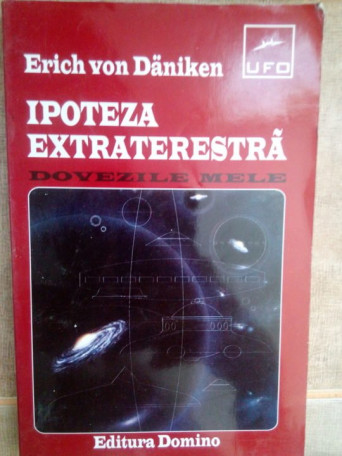 UFO
Erich von Däniken
IPOTEZA
EXTRATERESTRĂ
DOVEZILE MELE
Editura Domino